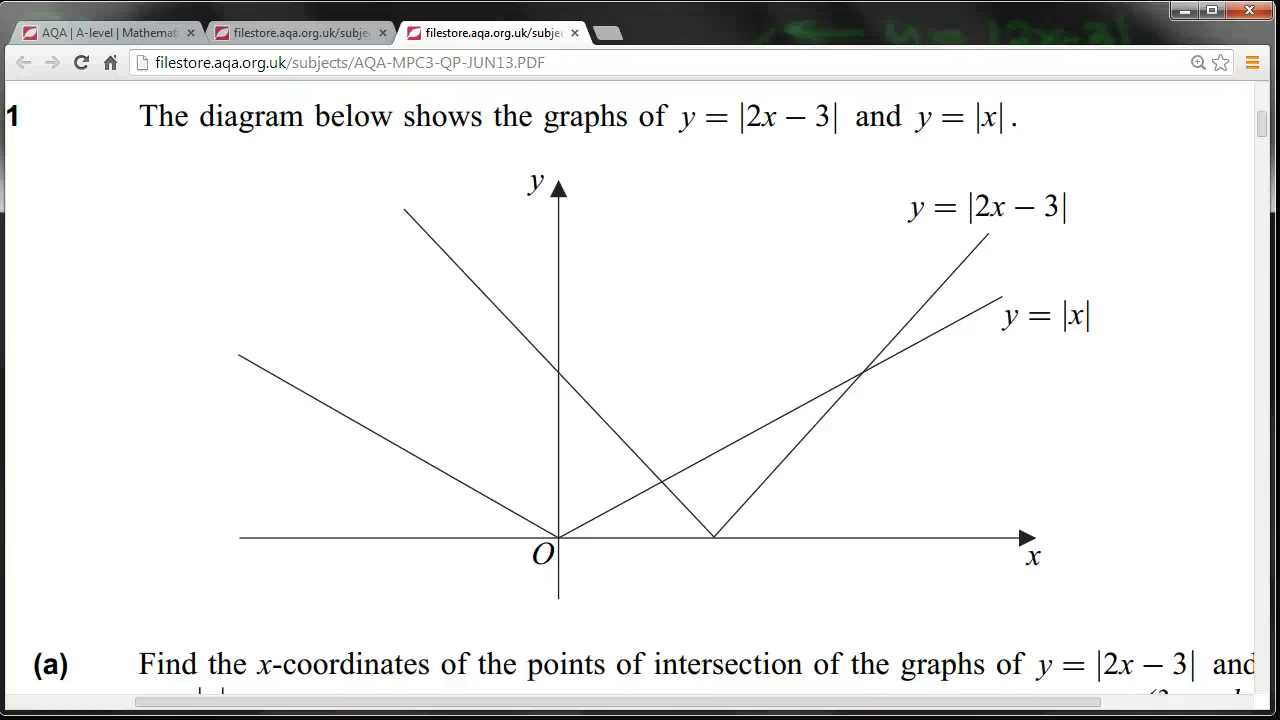 AQA | A-level | Mathemat
filestore.aqa.org.uk/subje
filestore.aqa.org.uk/subje
filestore.aqa.org.uk/subjects/AQA-MPC3-QP-JUN13.PDF
1 The diagram below shows the graphs of y = |2x − 3| and y = |x| .
y
y = |2x − 3|
y = |x|
O
x
(a) Find the x-coordinates of the points of intersection of the graphs of y = |2x − 3| and